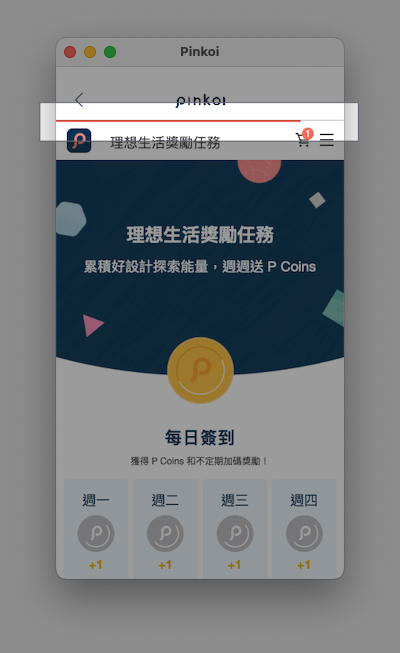 Pinkoi
pinkoi
理想生活獎勵任務
1
理想生活獎勵任務
累積好設計探索能量，週週送 P Coins
每日簽到
獲得 P Coins 和不定期加碼獎勵！
週一 週二 週三 週四
+1 +1 +1 +1